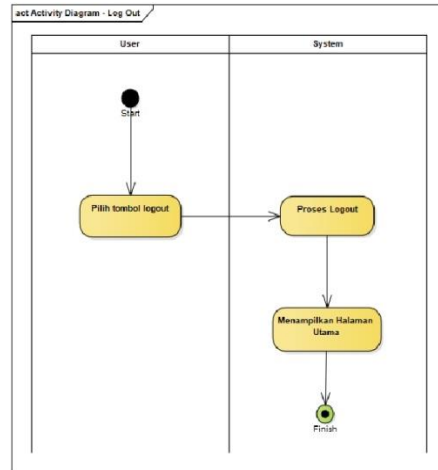 act Activity Diagram - Log Out
User
System
Start
Pilih tombol logout
Proses Logout
Menampilkan Halaman
Utama
Finish